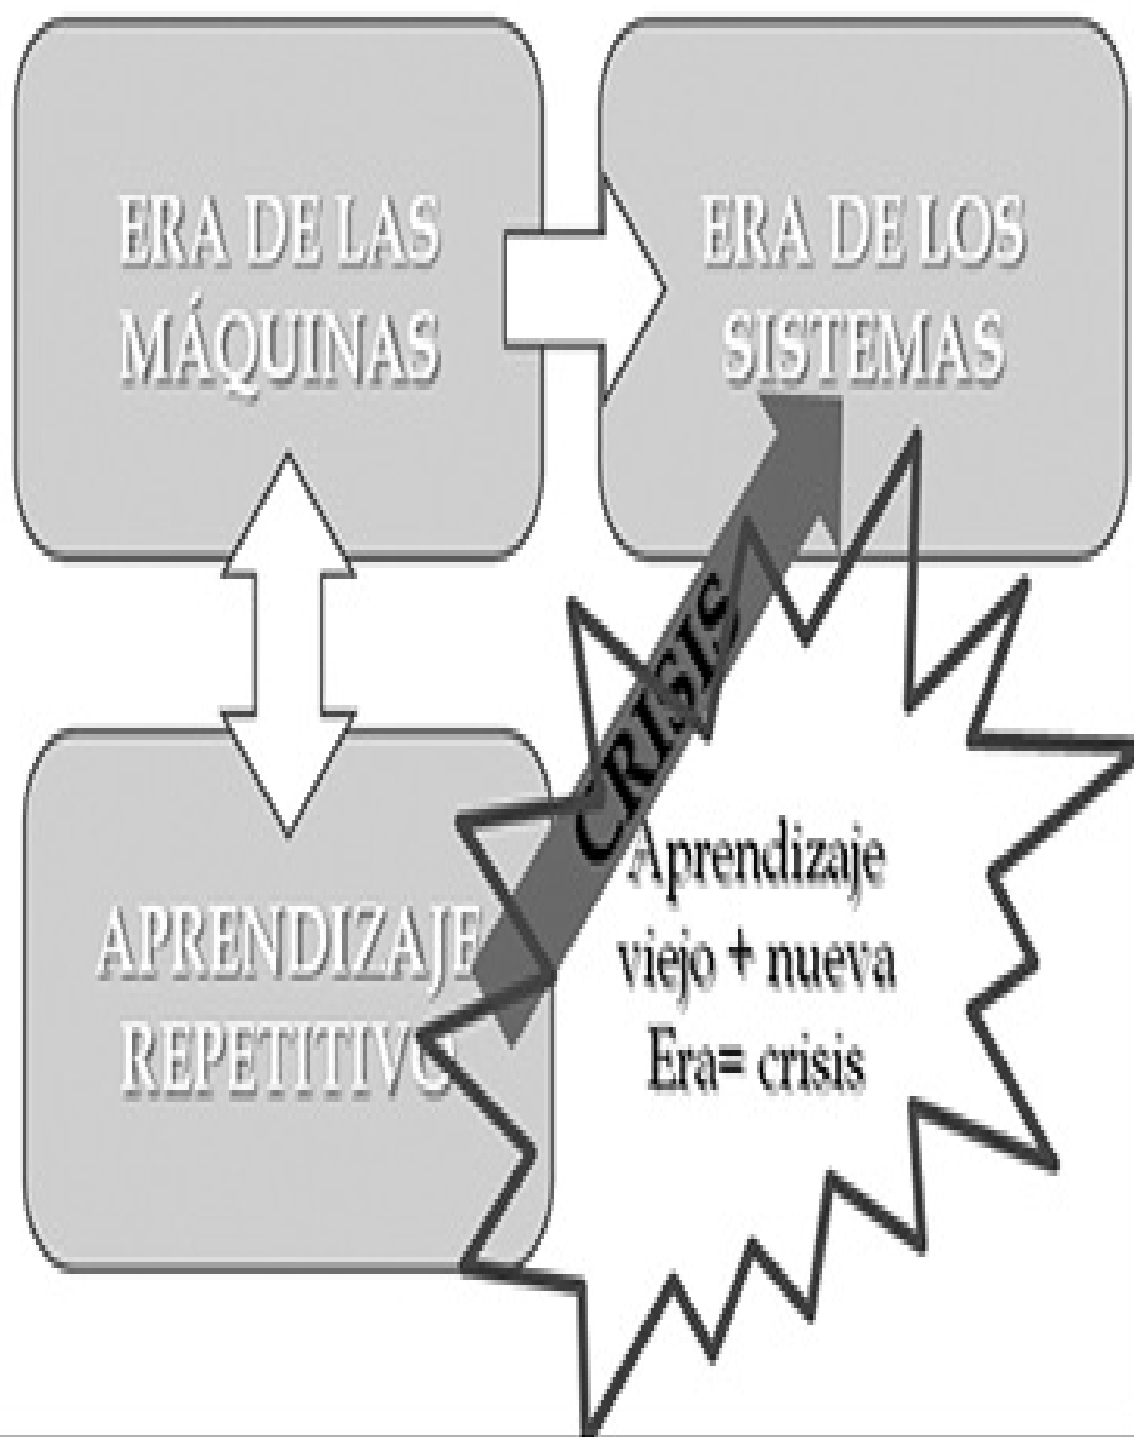 ERA DE LAS
MÁQUINAS
ERA DE LOS
SISTEMAS
CRISIS
APRENDIZAJE
REPETITIVO
Aprendizaje
viejo + nueva
Era= crisis